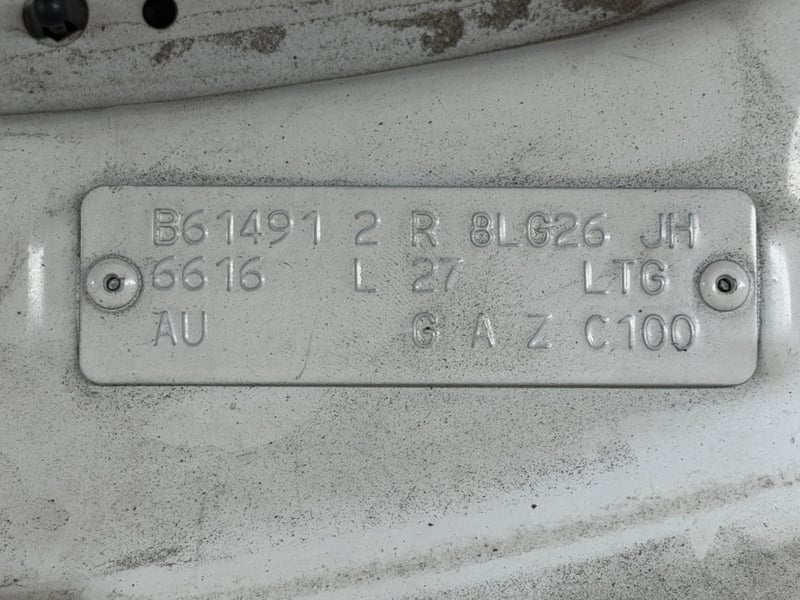 B61491 2 R 8LG26 JH
6616 L 27 LTG
AU G A Z C100